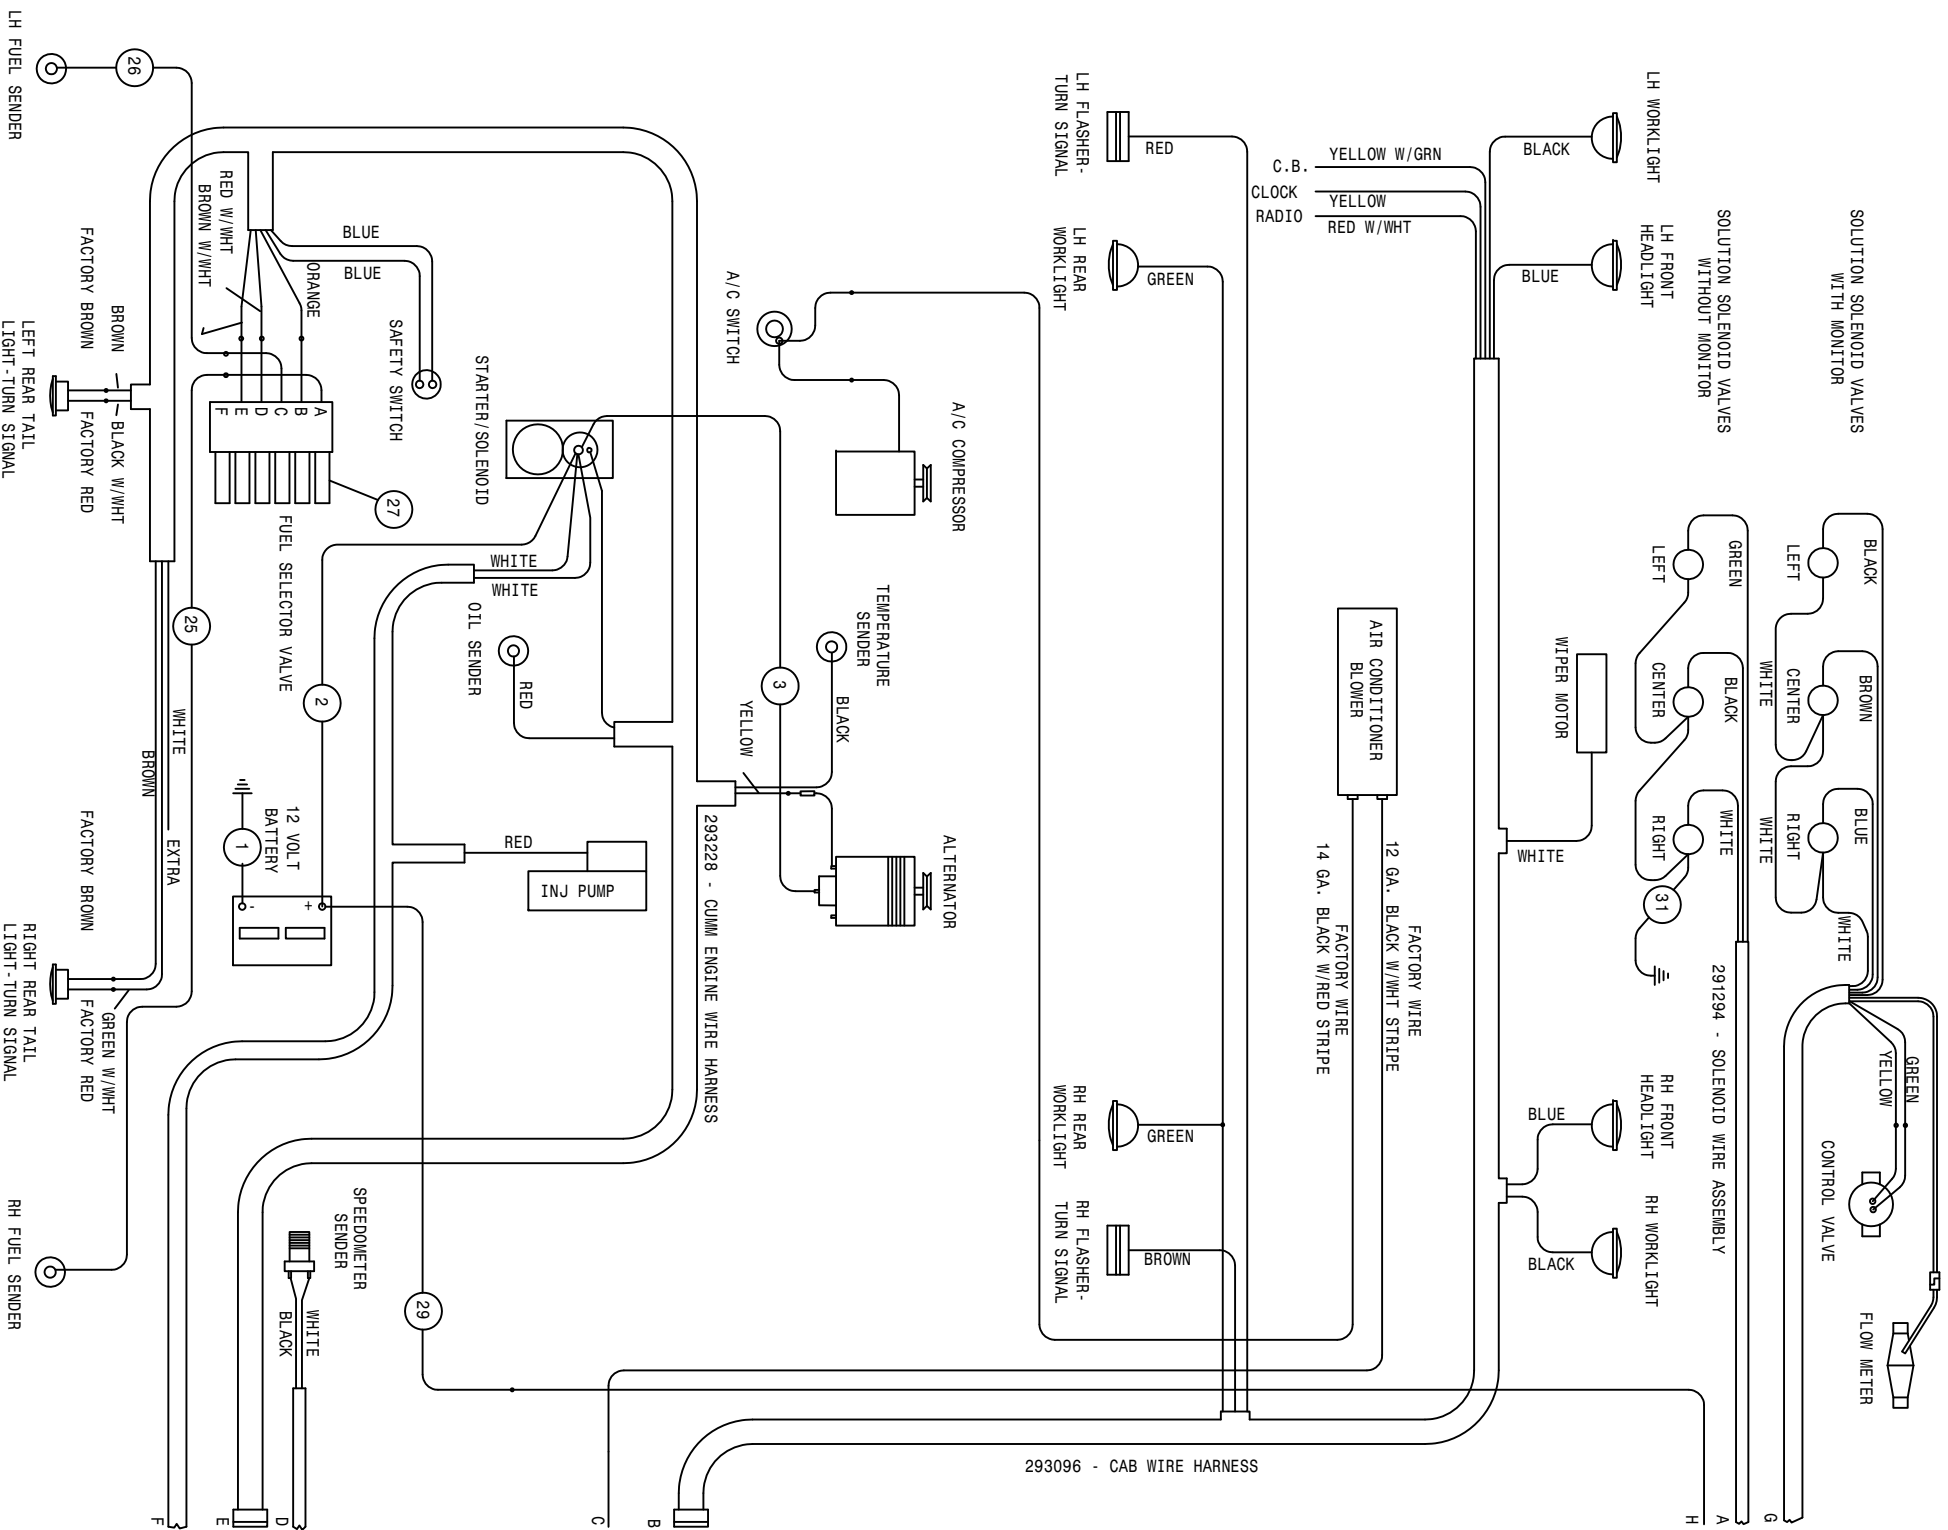 LH FUEL SENDER
26
LH FLASHER-
TURN SIGNAL
RED
C.B.
YELLOW W/GRN
CLOCK
YELLOW
RADIO
RED W/WHT
BLACK
LH WORKLIGHT
RED W/WHT
BROWN W/WHT
BLUE
BLUE
ORANGE
FACTORY BROWN
BROWN
LH REAR
WORKLIGHT
GREEN
A/C SWITCH
BLUE
LH FRONT
HEADLIGHT
SOLUTION SOLENOID VALVES
WITHOUT MONITOR
SOLUTION SOLENOID VALVES
WITH MONITOR
LEFT REAR TAIL
LIGHT-TURN SIGNAL
BLACK W/WHT
FACTORY RED
A
B
C
D
E
F
SAFETY SWITCH
STARTER/SOLENOID
A/C COMPRESSOR
27
FUEL SELECTOR VALVE
WHITE
WHITE
OIL SENDER
RED
TEMPERATURE
SENDER
BLACK
YELLOW
3
25
2
WHITE
BROWN
EXTRA
AIR CONDITIONER
BLOWER
WIPER MOTOR
WHITE
GREEN
LEFT
BLACK
CENTER
WHITE
RIGHT
31
BLACK
LEFT
BROWN
CENTER
WHITE
BLUE
RIGHT
WHITE
WHITE
12 VOLT
BATTERY
1
-
+
RED
INJ PUMP
293228 - CUMM ENGINE WIRE HARNESS
ALTERNATOR
14 GA. BLACK W/RED STRIPE
FACTORY WIRE
12 GA. BLACK W/WHT STRIPE
FACTORY WIRE
291294 - SOLENOID WIRE ASSEMBLY
GREEN
YELLOW
CONTROL VALVE
FLOW METER
FACTORY BROWN
RIGHT REAR TAIL
LIGHT-TURN SIGNAL
GREEN W/WHT
FACTORY RED
RH FUEL SENDER
SPEEDOMETER
SENDER
WHITE
BLACK
29
RH REAR
WORKLIGHT
GREEN
RH FLASHER-
TURN SIGNAL
BROWN
BLUE
RH FRONT
HEADLIGHT
BLACK
RH WORKLIGHT
293096 - CAB WIRE HARNESS
F
E
D
C
B
H
A
G